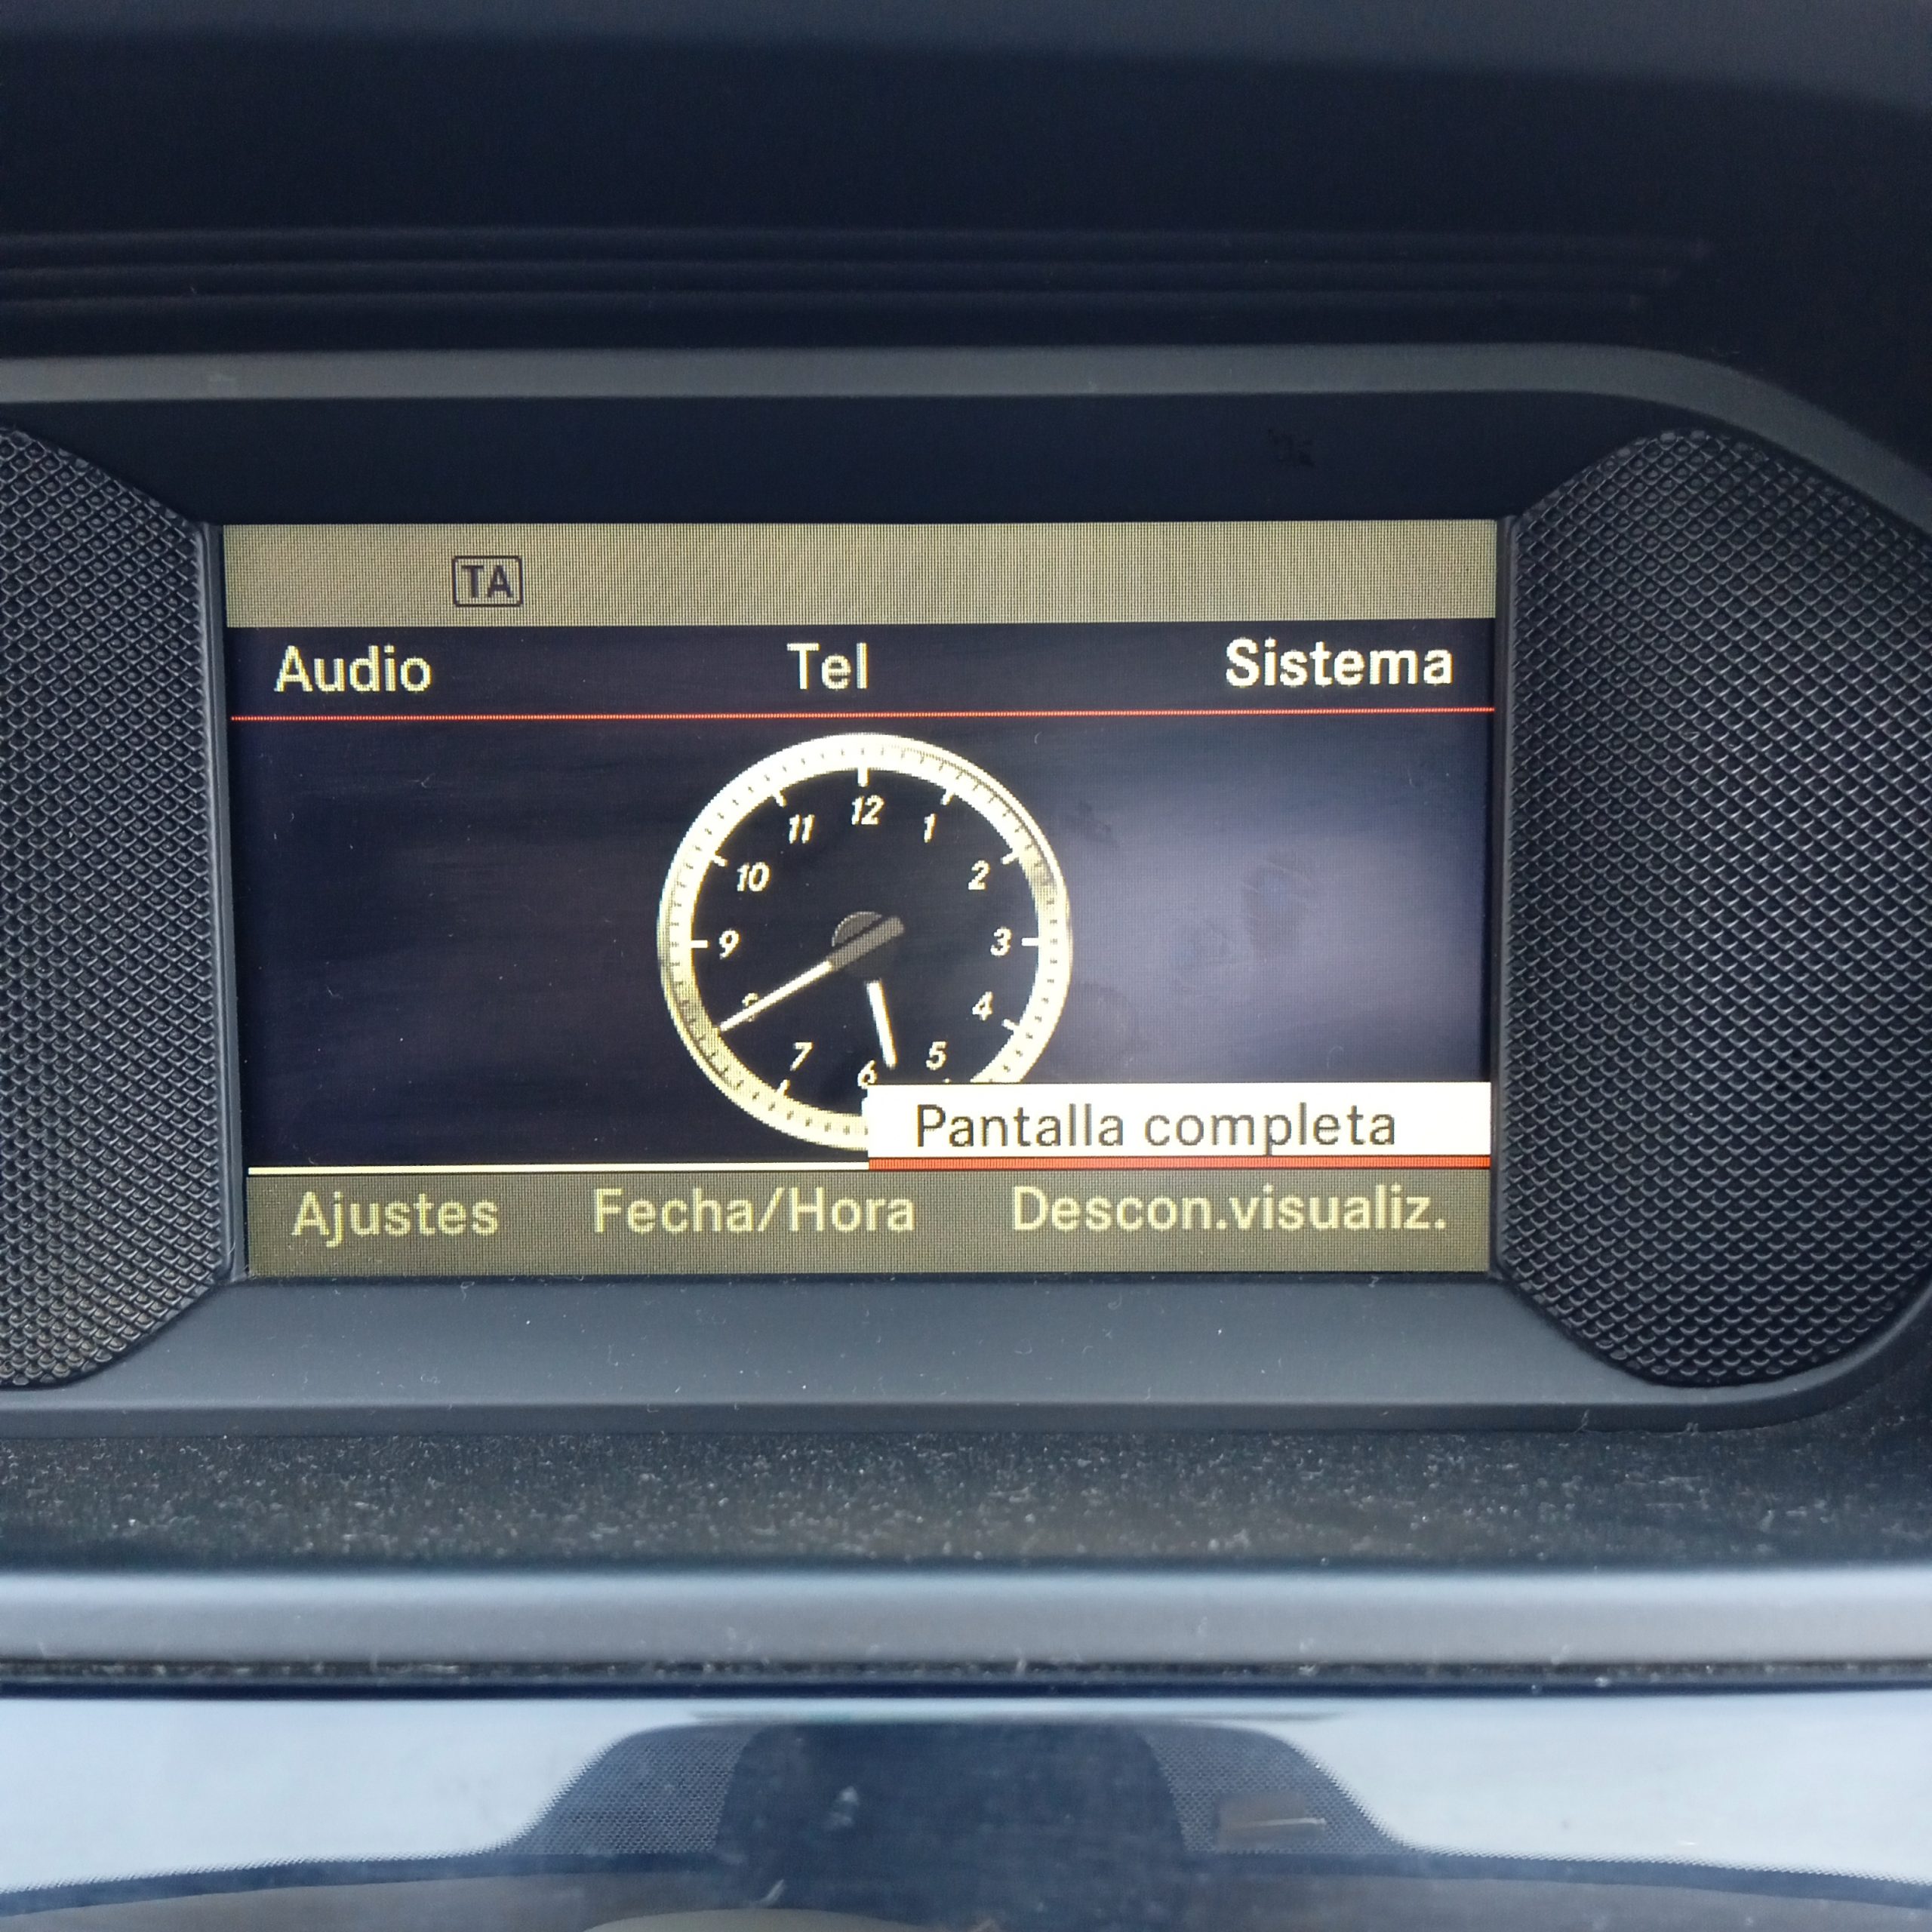 TA
Audio Tel Sistema
12
11 1
10 2
9 3
8 4
7 5
6
Pantalla completa
Ajustes Fecha/Hora Descon.visualiz.